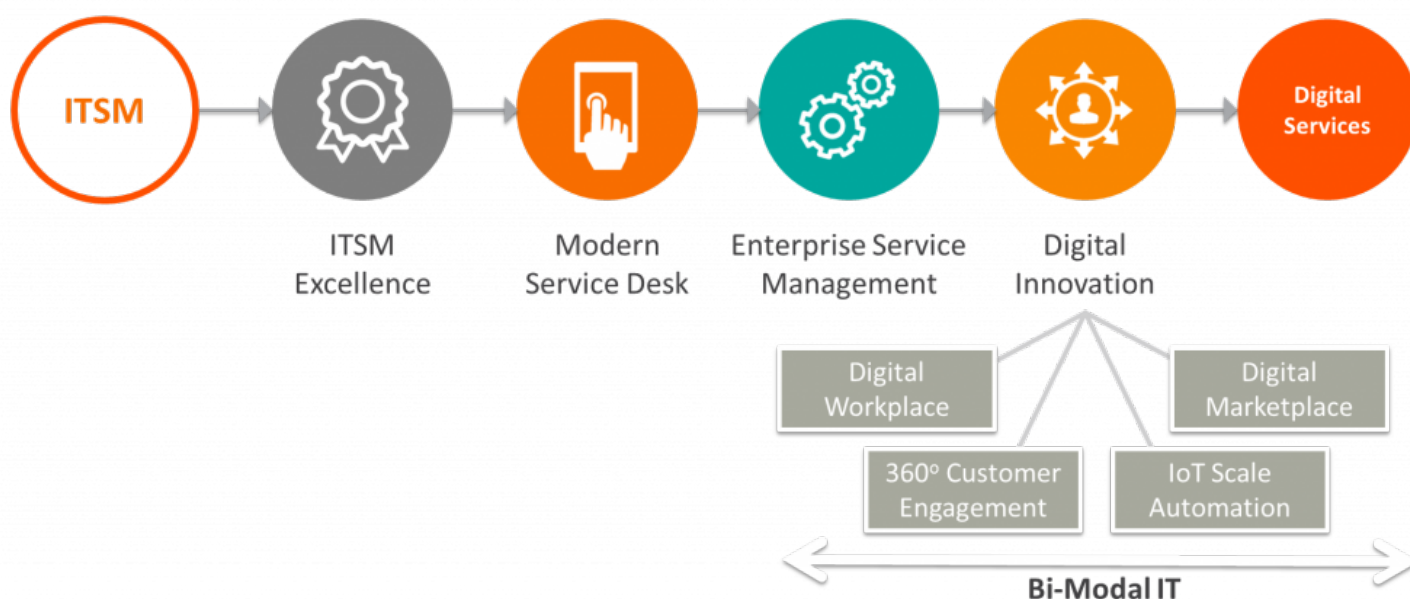 ITSM
Digital
Services
ITSM
Excellence
Modern
Service Desk
Enterprise Service
Management
Digital
Innovation
Digital
Workplace
Digital
Marketplace
360º Customer
Engagement
IoT Scale
Automation
Bi-Modal IT